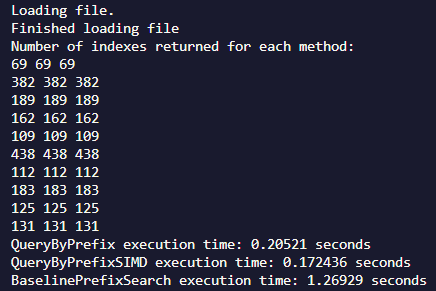 Loading file.
Finished loading file
Number of indexes returned for each method:
69 69 69
382 382 382
189 189 189
162 162 162
109 109 109
438 438 438
112 112 112
183 183 183
125 125 125
131 131 131
QueryByPrefix execution time: 0.20521 seconds
QueryByPrefixSIMD execution time: 0.172436 seconds
BaselinePrefixSearch execution time: 1.26929 seconds